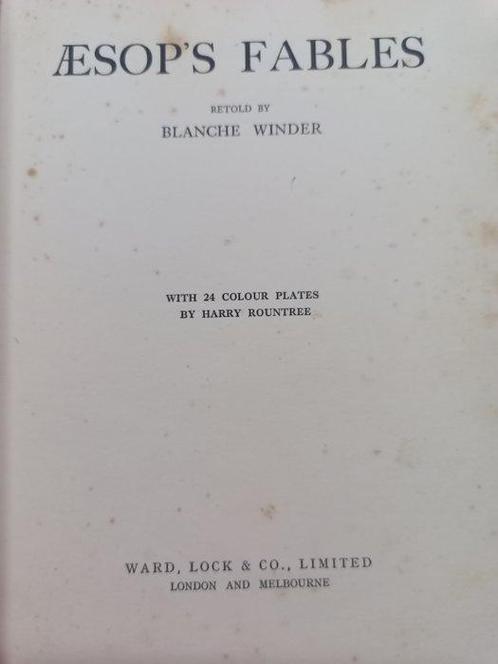 ÆSOP'S FABLES
RETOLD BY
BLANCHE WINDER
WITH 24 COLOUR PLATES
BY HARRY ROUNTREE
WARD, LOCK & CO., LIMITED
LONDON AND MELBOURNE